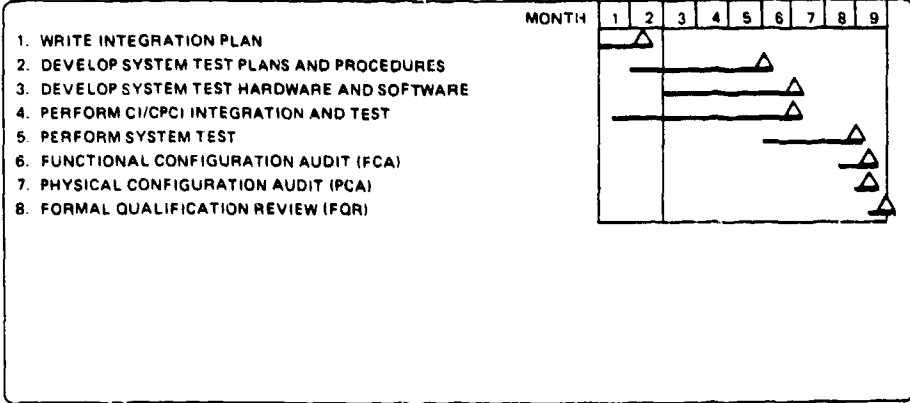 MONTH 1 2 3 4 5 6 7 8 9
1. WRITE INTEGRATION PLAN
2. DEVELOP SYSTEM TEST PLANS AND PROCEDURES
3. DEVELOP SYSTEM TEST HARDWARE AND SOFTWARE
4. PERFORM CI/CPCI INTEGRATION AND TEST
5. PERFORM SYSTEM TEST
6. FUNCTIONAL CONFIGURATION AUDIT (FCA)
7. PHYSICAL CONFIGURATION AUDIT (PCA)
8. FORMAL QUALIFICATION REVIEW (FQR)